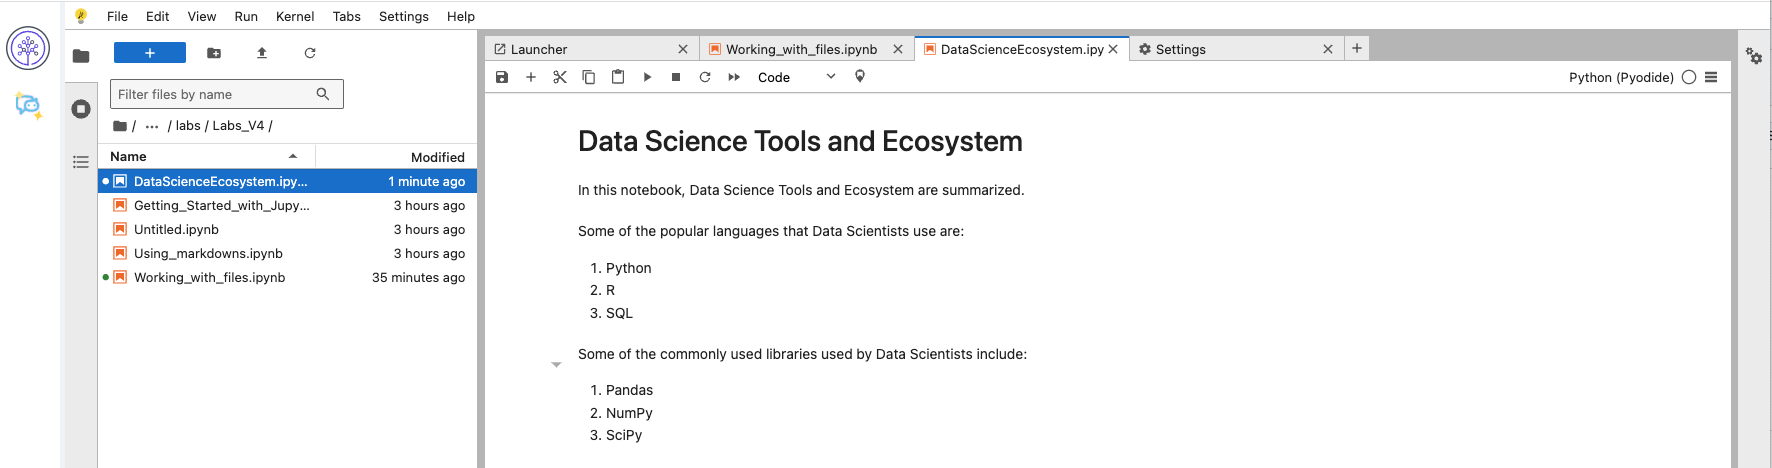 File Edit View Run Kernel Tabs Settings Help
+
Filter files by name
/ ... / labs / Labs_V4 /
Name Modified
DataScienceEcosystem.ipy... 1 minute ago
Getting_Started_with_Jupy... 3 hours ago
Untitled.ipynb 3 hours ago
Using_markdowns.ipynb 3 hours ago
Working_with_files.ipynb 35 minutes ago
Launcher Working_with_files.ipynb DataScienceEcosystem.ipy Settings
Code Python (Pyodide)
Data Science Tools and Ecosystem
In this notebook, Data Science Tools and Ecosystem are summarized.
Some of the popular languages that Data Scientists use are:
1. Python
2. R
3. SQL
Some of the commonly used libraries used by Data Scientists include:
1. Pandas
2. NumPy
3. SciPy